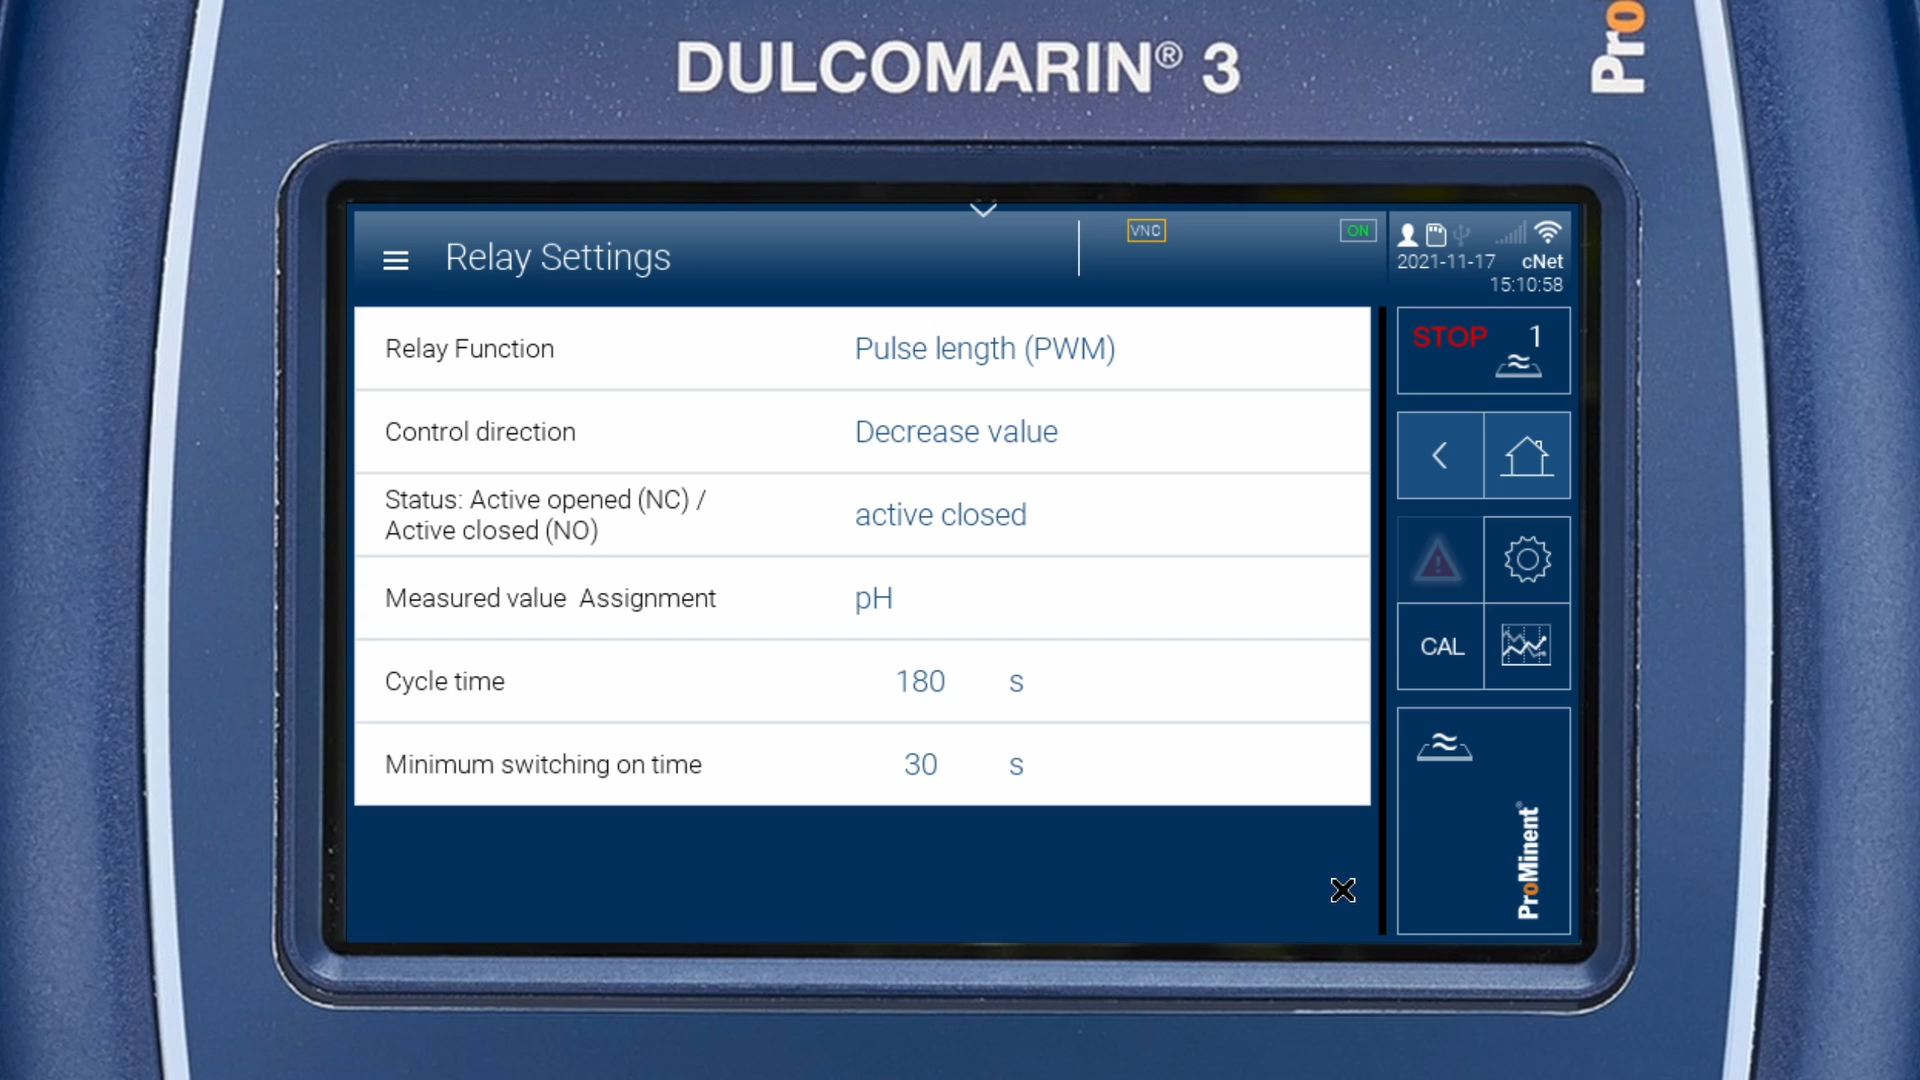 DULCOMARIN® 3
Pro
Relay Settings
VNC
ON
2021-11-17 cNet
15:10:58
Relay Function Pulse length (PWM)
Control direction Decrease value
Status: Active opened (NC) /
Active closed (NO) active closed
Measured value Assignment pH
Cycle time 180 s
Minimum switching on time 30 s
STOP 1
CAL
ProMinent®